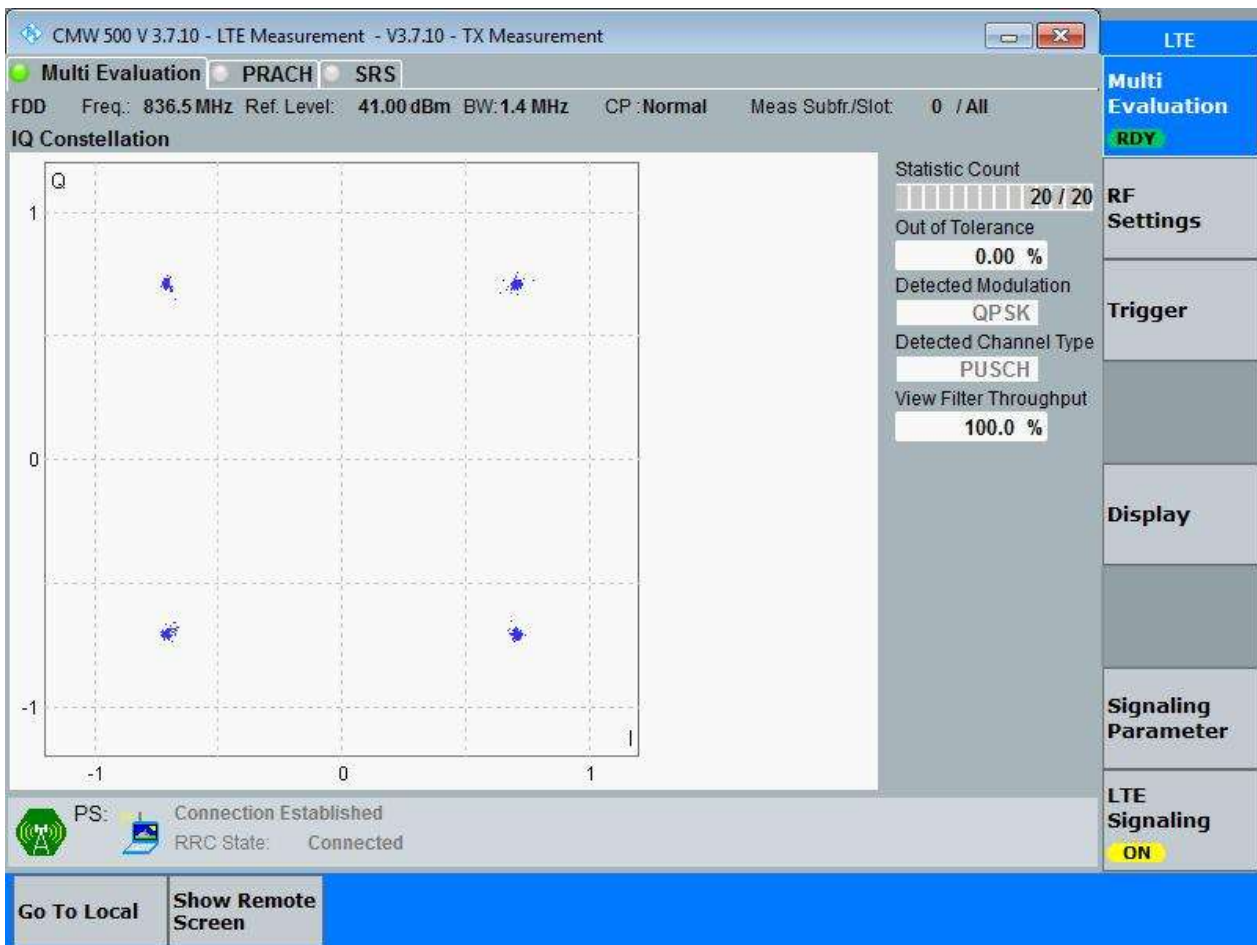 CMW 500 V 3.7.10 - LTE Measurement - V3.7.10 - TX Measurement
LTE
Multi Evaluation PRACH SRS
FDD Freq.: 836.5 MHz Ref. Level: 41.00 dBm BW: 1.4 MHz CP : Normal Meas Subfr./Slot: 0 / All
IQ Constellation
Q
1
0
-1
I
-1 0 1
Statistic Count
20 / 20
Out of Tolerance
0.00 %
Detected Modulation
QPSK
Detected Channel Type
PUSCH
View Filter Throughput
100.0 %
Multi
Evaluation
RDY
RF
Settings
Trigger
Display
Signaling
Parameter
LTE
Signaling
ON
PS: Connection Established
RRC State: Connected
Go To Local
Show Remote
Screen